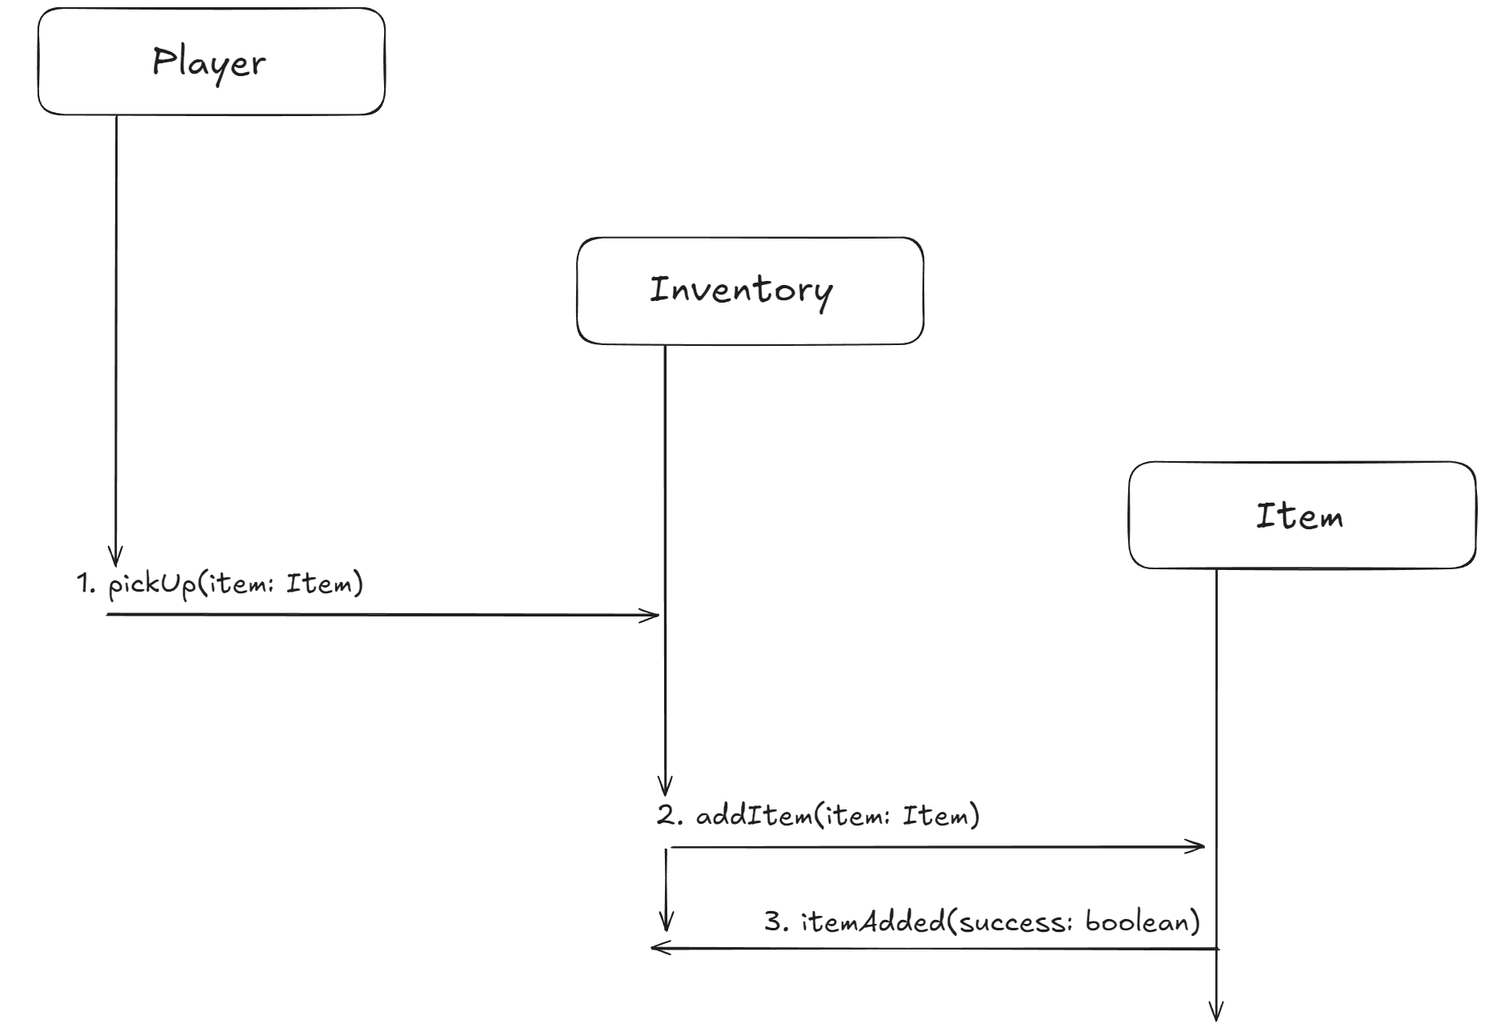 Player
Inventory
Item
1. pickUp(item: Item)
2. addItem(item: Item)
3. itemAdded(success: boolean)